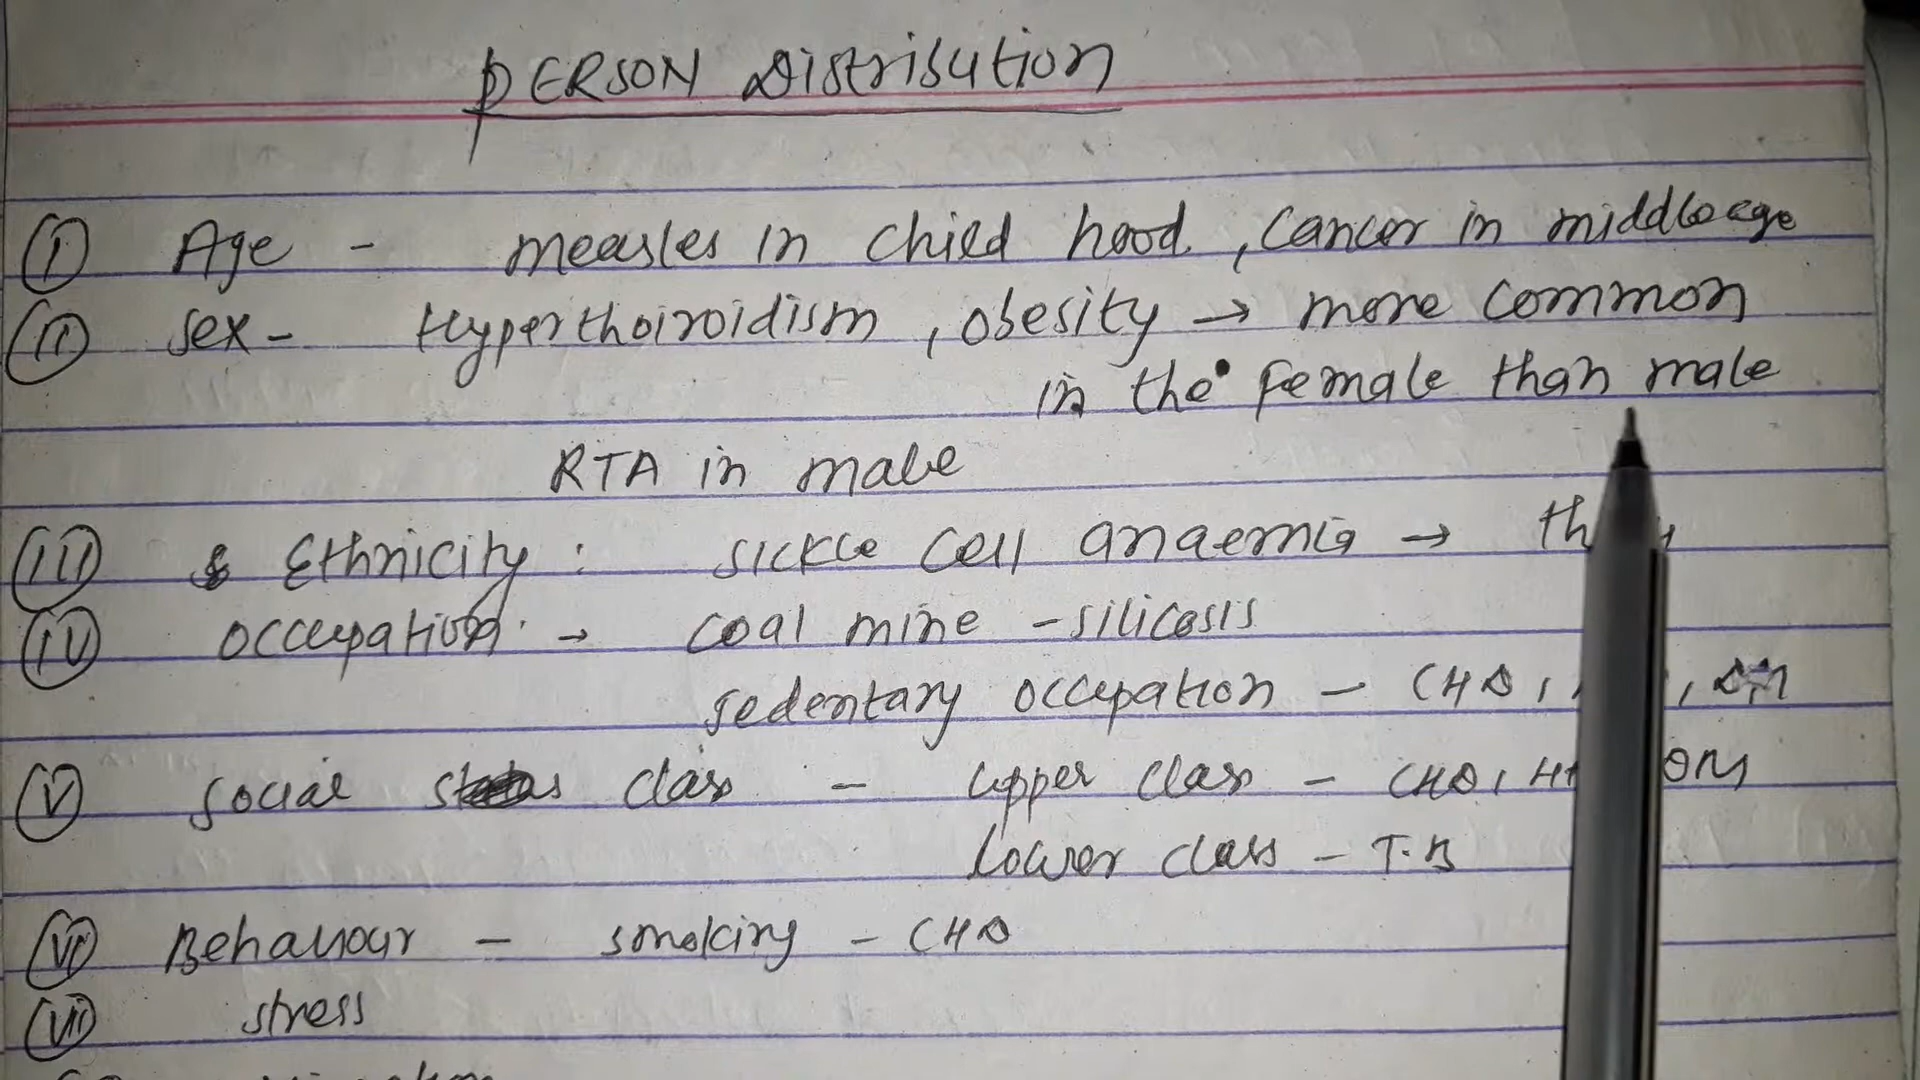 PERSON Distribution
(I) Age - measles in child hood, cancer in middle age
(II) sex - Hyperthoiroidism, obesity → more common
in the female than male
RTA in male
(III) Ethnicity : sickle cell anaemia →
(IV) occupation → coal mine - silicosis
sedentary occupation - CHD, , DM
(V) social class - upper class - CHD, DM
Lower class - T.B
(VI) Behaviour - smoking - CHD
(VII) stress